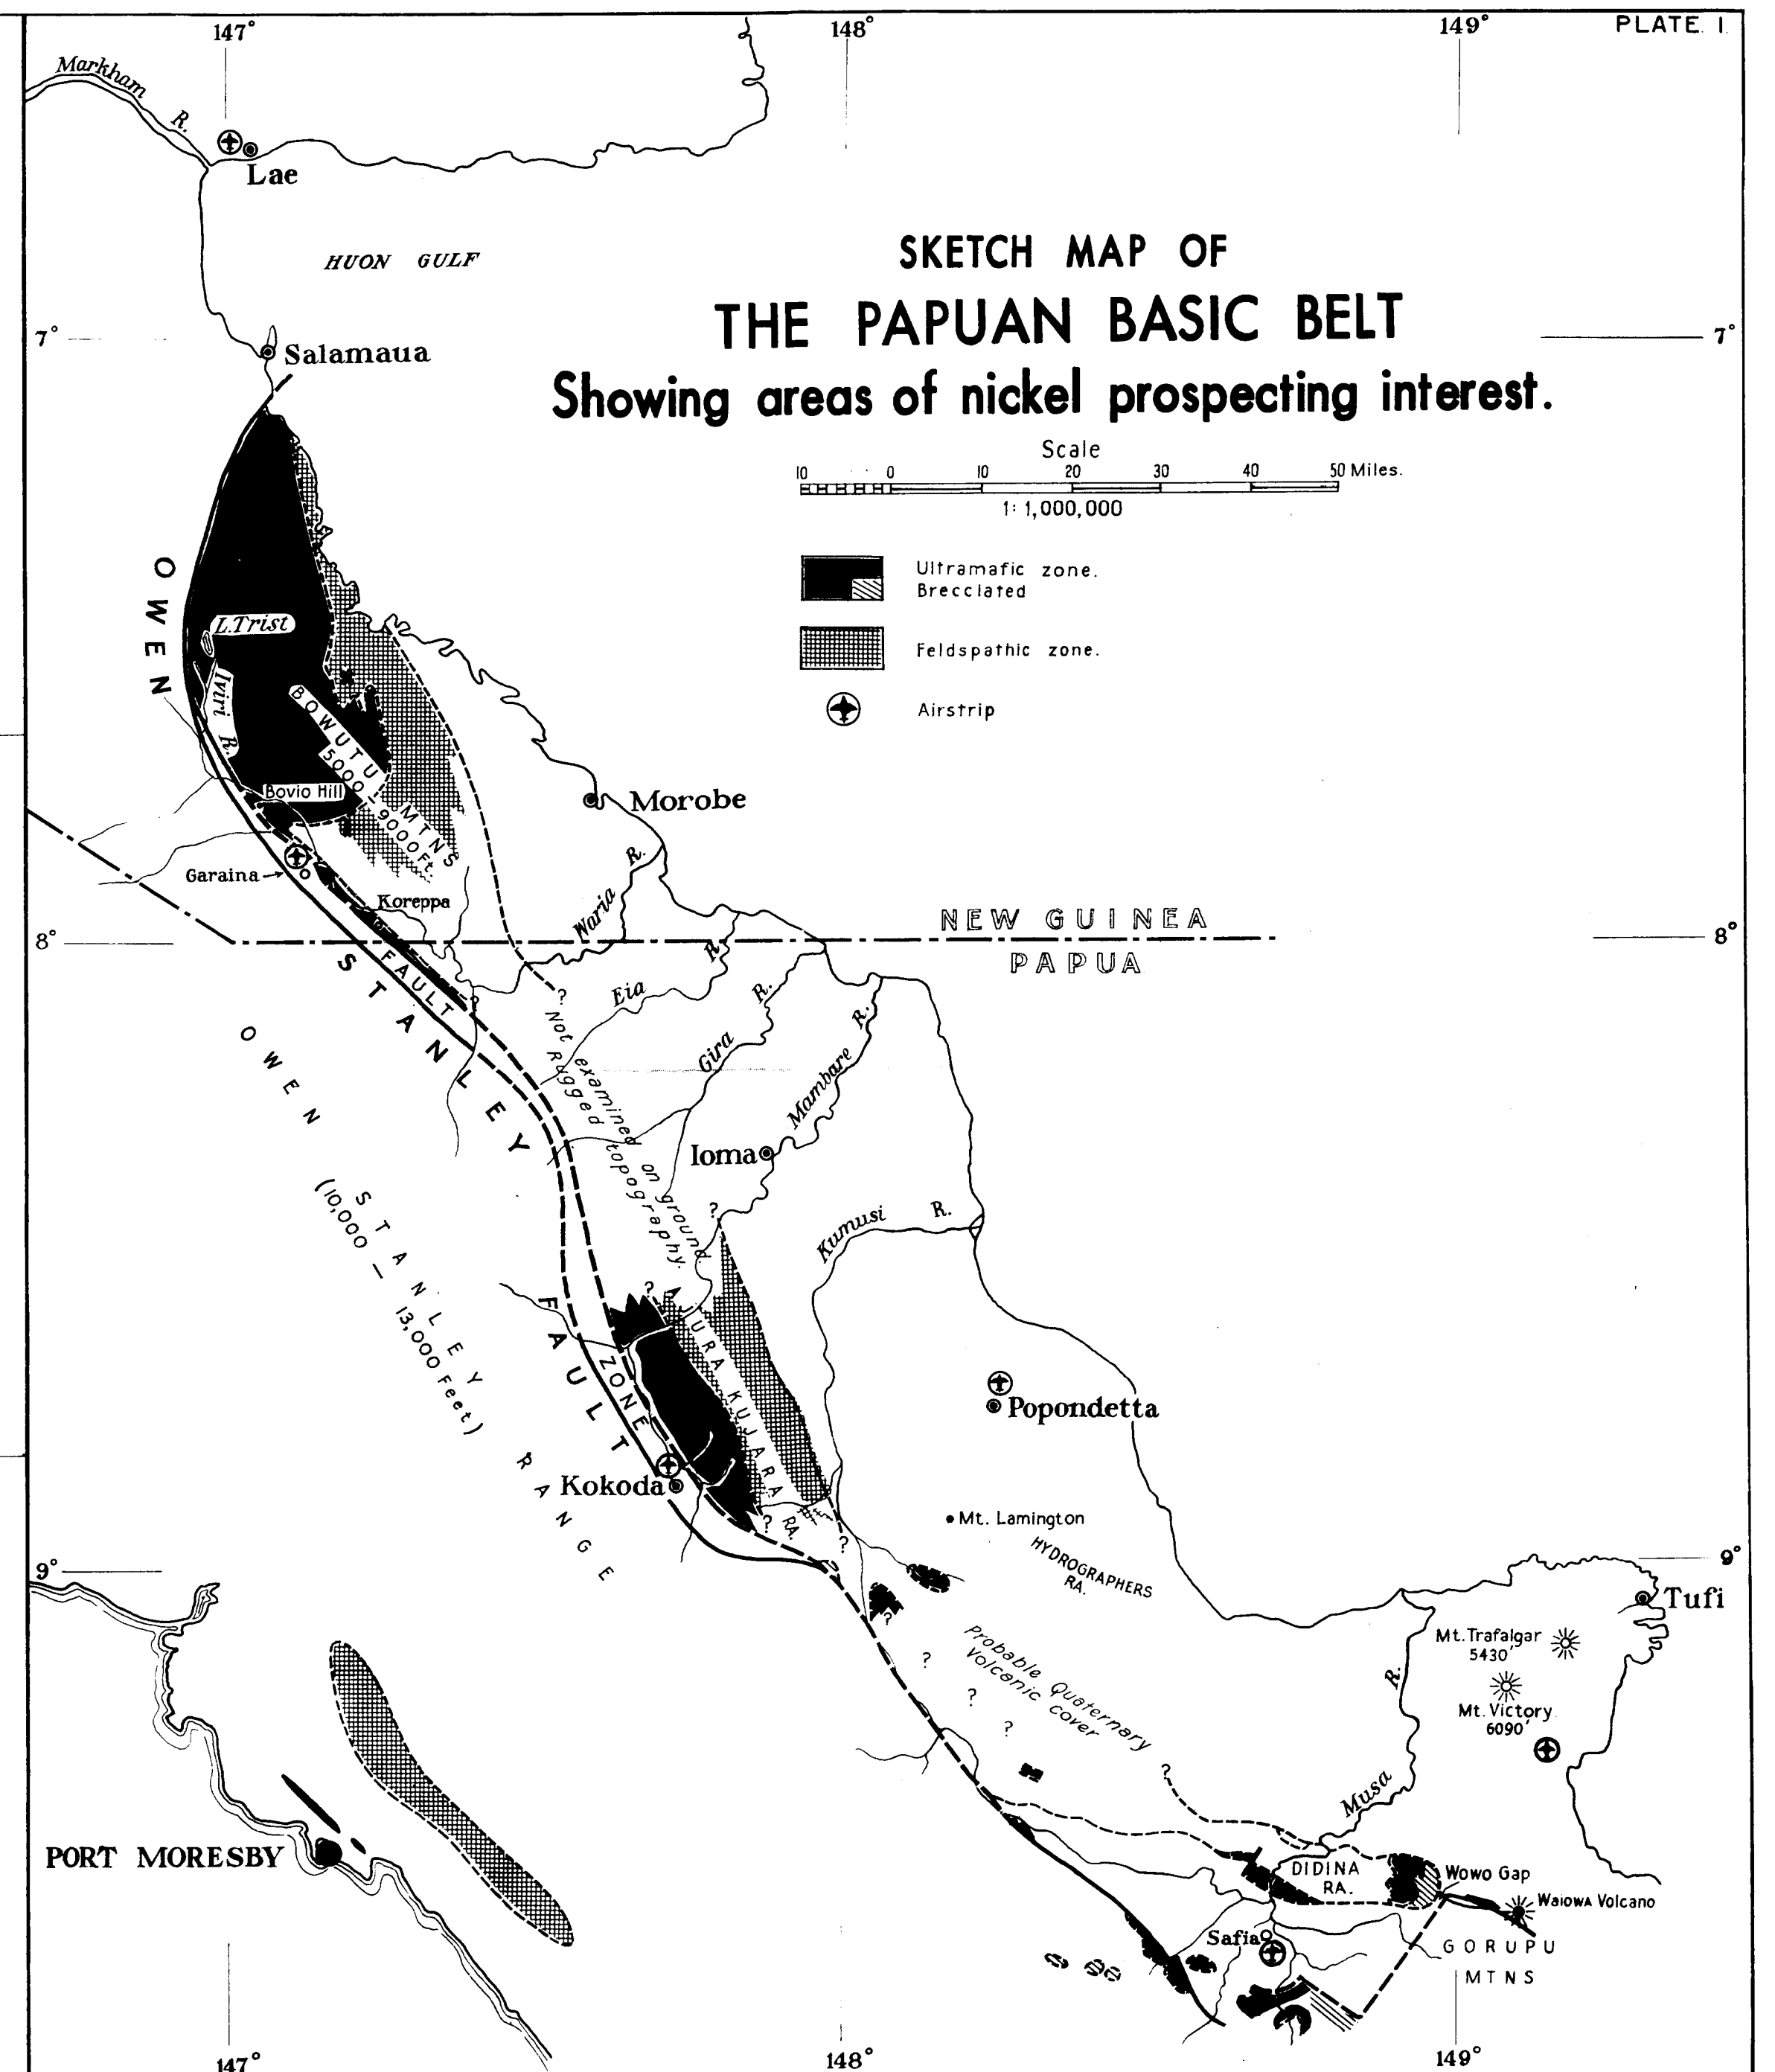 147° 148° 149° PLATE 1.
Markham R.
Lae
HUON GULF
SKETCH MAP OF
THE PAPUAN BASIC BELT
Showing areas of nickel prospecting interest.
7° 7°
Salamaua
Scale
10 0 10 20 30 40 50 Miles.
1: 1,000,000
Ultramafic zone.
Brecciated
Feldspathic zone.
Airstrip
OWEN STANLEY FAULT
L.Trist
Iviri R.
BOWUTU MTNS
5000 - 9000 Ft.
Bovio Hill
Morobe
Garaina
Koreppa
Waria R.
NEW GUINEA
8° 8°
PAPUA
FAULT ZONE
Eia R.
Gira R.
Mambare R.
?
Not examined on ground.
Rugged topography.
OWEN STANLEY RANGE
(10,000 — 13,000 Feet)
Ioma
?
Kumusi R.
?
AJURA KUJARA RA.
Popondetta
Kokoda
?
?
Mt. Lamington
HYDROGRAPHERS
RA.
9° 9°
Tufi
?
Mt.Trafalgar
5430'
Probable Quaternary
Volcanic cover
?
?
?
Mt. Victory
6090'
?
Musa R.
PORT MORESBY
DIDINA
RA.
Wowo Gap
Waiowa Volcano
Safia
GORUPU
MTNS
147° 148° 149°